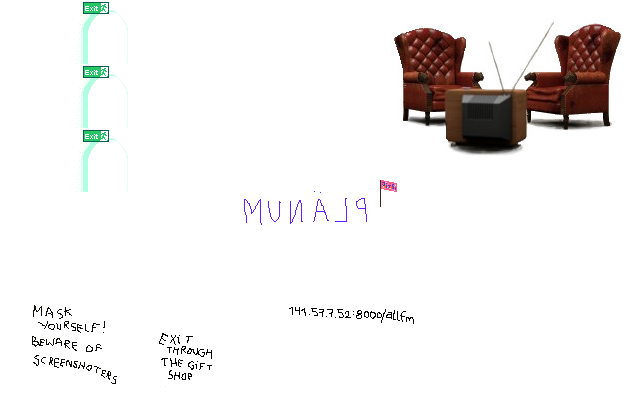 Exit
Exit
Exit
PLÄNUM
141.57.7.52:8000/allfm
MASK
YOURSELF!
BEWARE OF
SCREENSHOTERS
EXIT
THROUGH
THE GIFT
SHOP